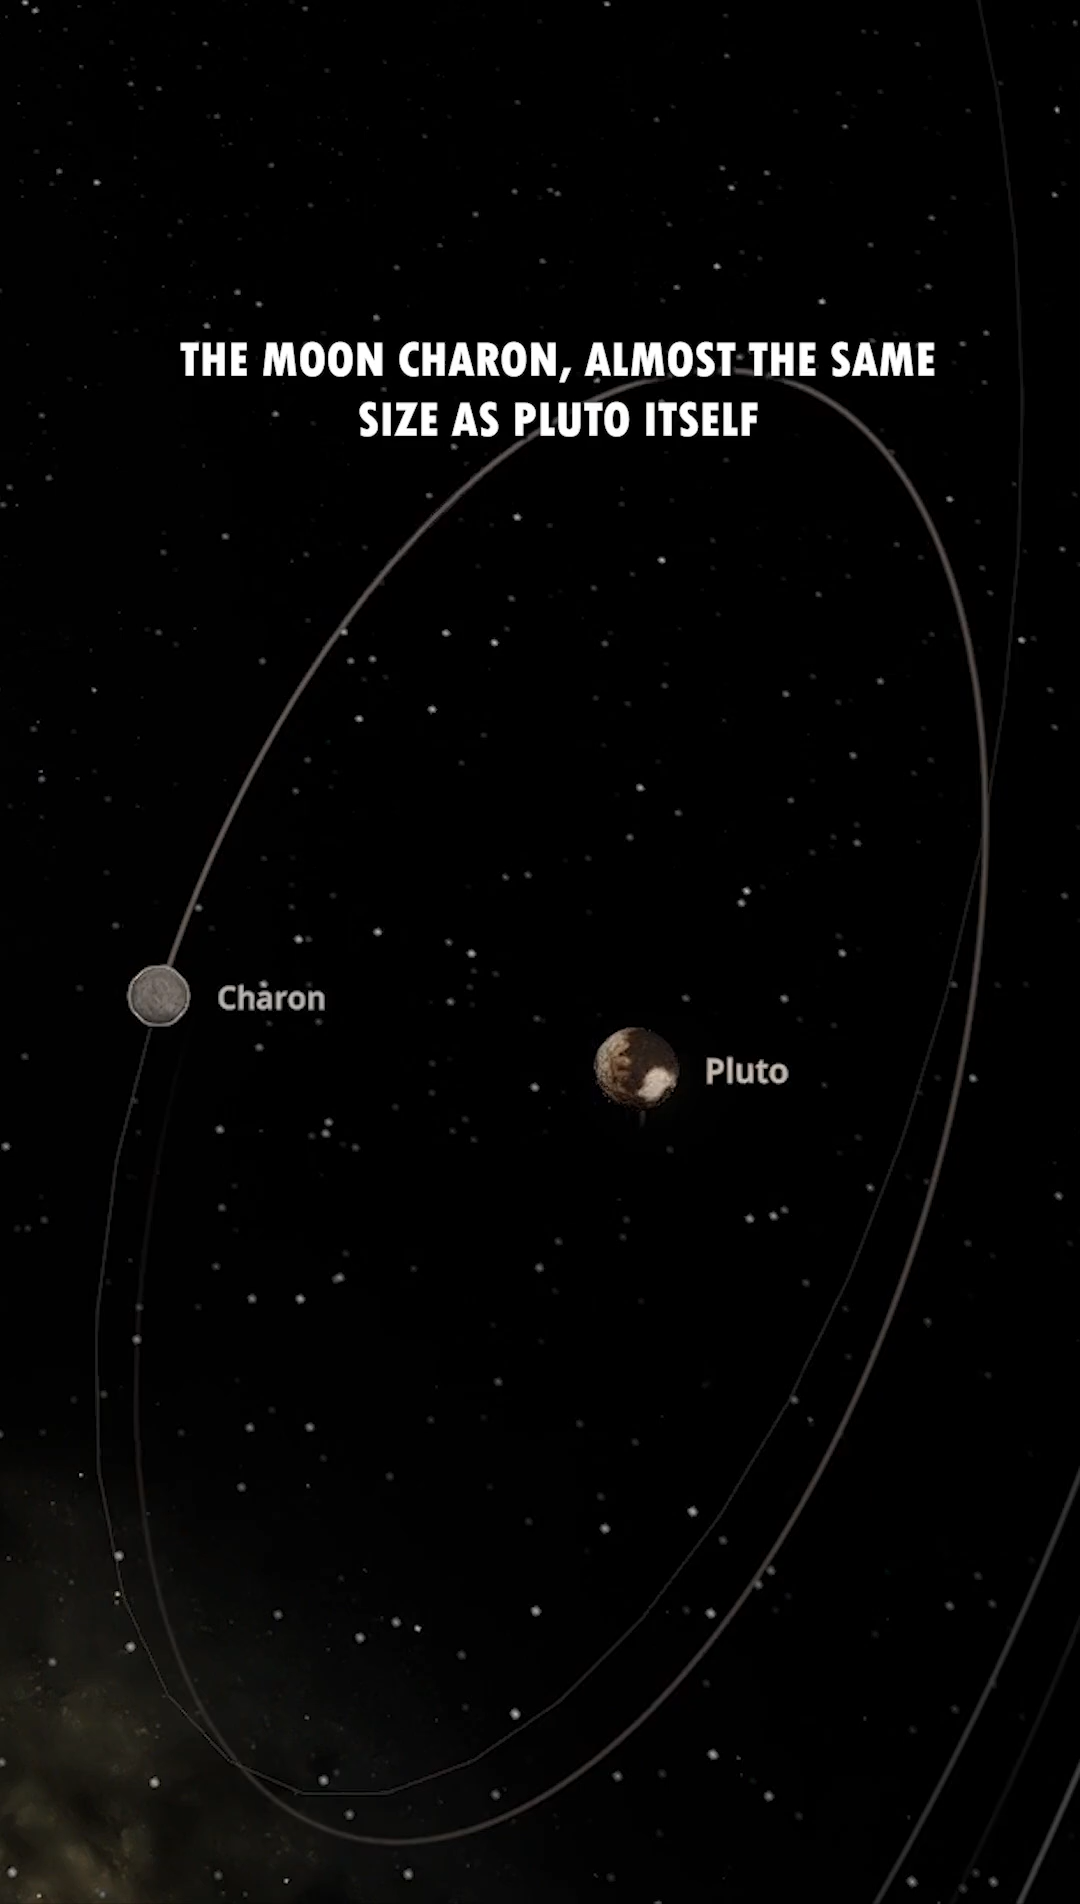 THE MOON CHARON, ALMOST THE SAME
SIZE AS PLUTO ITSELF
Charon
Pluto